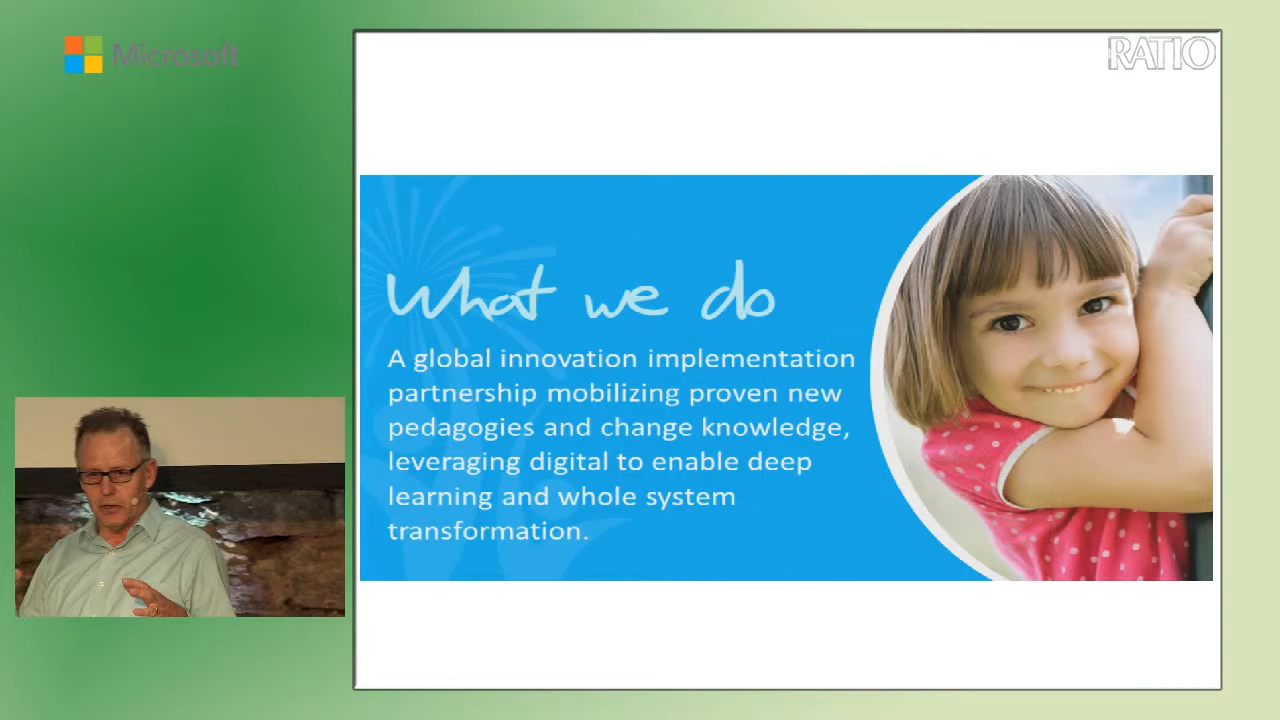 Microsoft
RATIO
What we do
A global innovation implementation
partnership mobilizing proven new
pedagogies and change knowledge,
leveraging digital to enable deep
learning and whole system
transformation.